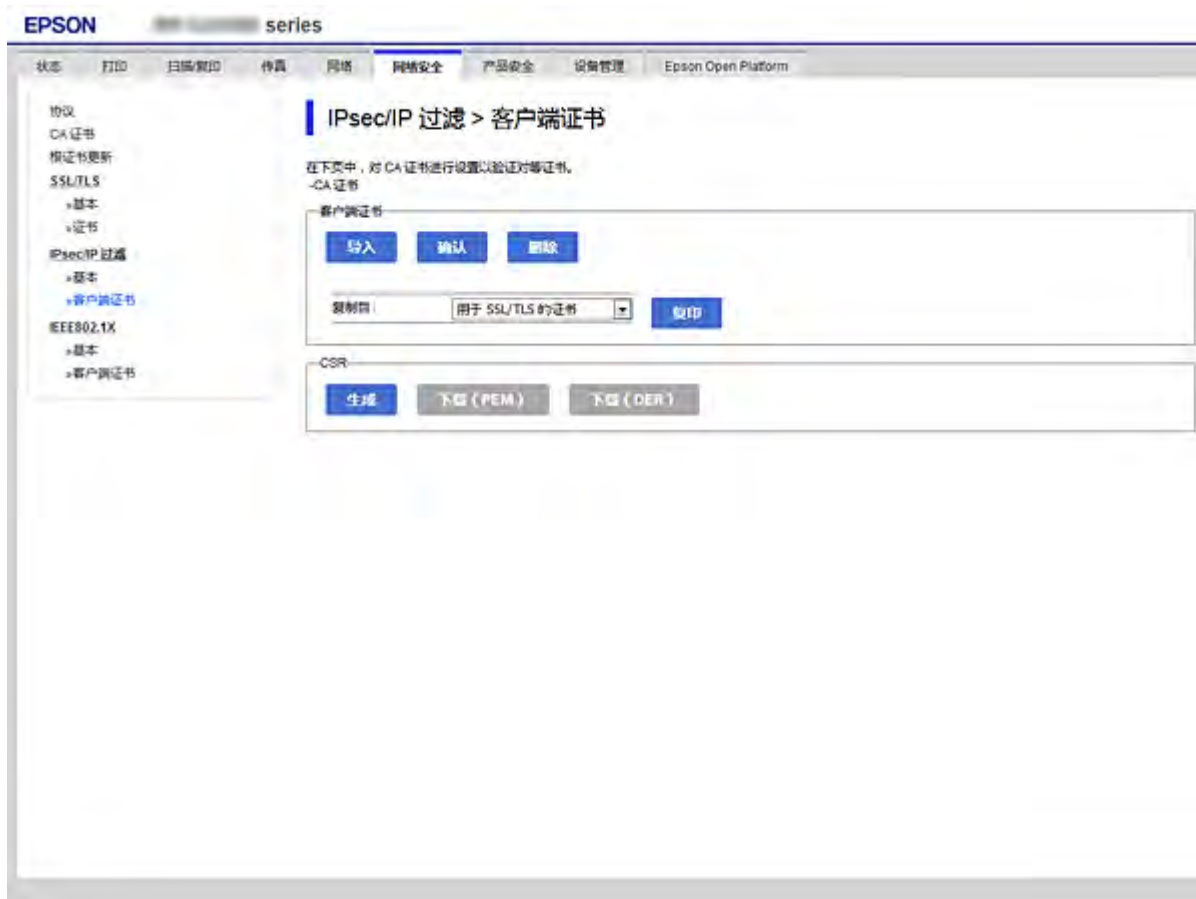 EPSON series
状态 打印 扫描/复印 传真 网络 网络安全 产品安全 设备管理 Epson Open Platform
协议
CA 证书
根证书更新
SSL/TLS
»基本
»证书
IPsec/IP 过滤
»基本
»客户端证书
IEEE802.1X
»基本
»客户端证书
IPsec/IP 过滤 > 客户端证书
在下页中，对 CA 证书进行设置以验证对等证书。
-CA 证书
客户端证书
导入 确认 删除
复制自 : 用于 SSL/TLS 的证书 复印
CSR
生成 下载（PEM） 下载（DER）